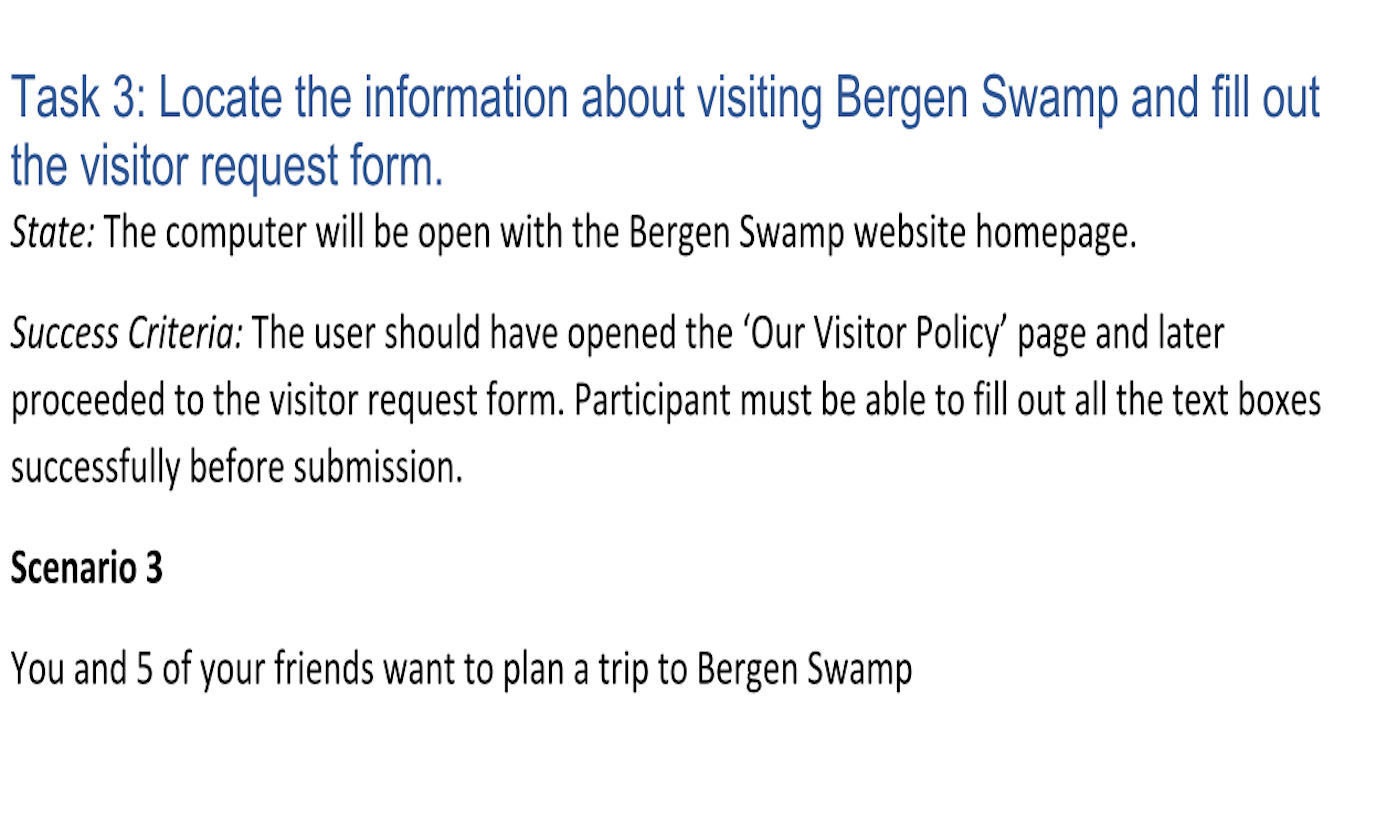 Task 3: Locate the information about visiting Bergen Swamp and fill out
the visitor request form.
State: The computer will be open with the Bergen Swamp website homepage.
Success Criteria: The user should have opened the ‘Our Visitor Policy’ page and later
proceeded to the visitor request form. Participant must be able to fill out all the text boxes
successfully before submission.
Scenario 3
You and 5 of your friends want to plan a trip to Bergen Swamp